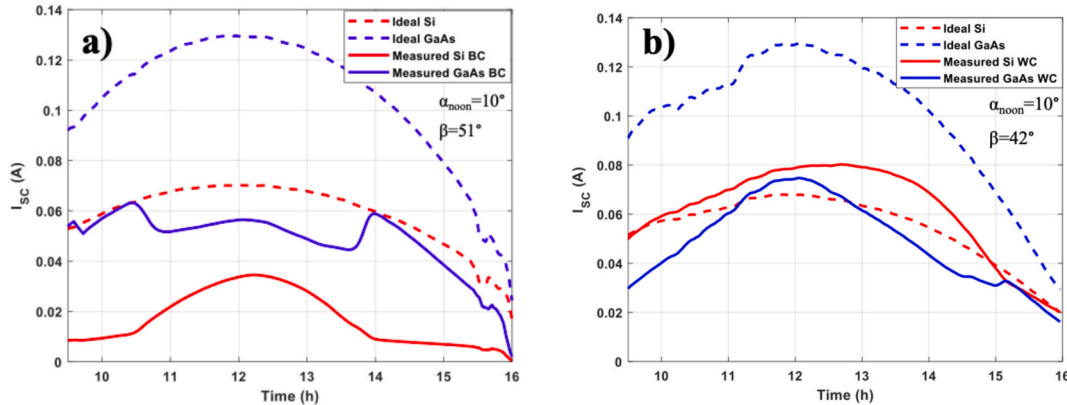 a)
Ideal Si
Ideal GaAs
Measured Si BC
Measured GaAs BC
αnoon=10°
β=51°
ISC (A)
0.14
0.12
0.1
0.08
0.06
0.04
0.02
0
10 11 12 13 14 15 16
Time (h)
b)
Ideal Si
Ideal GaAs
Measured Si WC
Measured GaAs WC
αnoon=10°
β=42°
ISC (A)
0.14
0.12
0.1
0.08
0.06
0.04
0.02
0
10 11 12 13 14 15 16
Time (h)